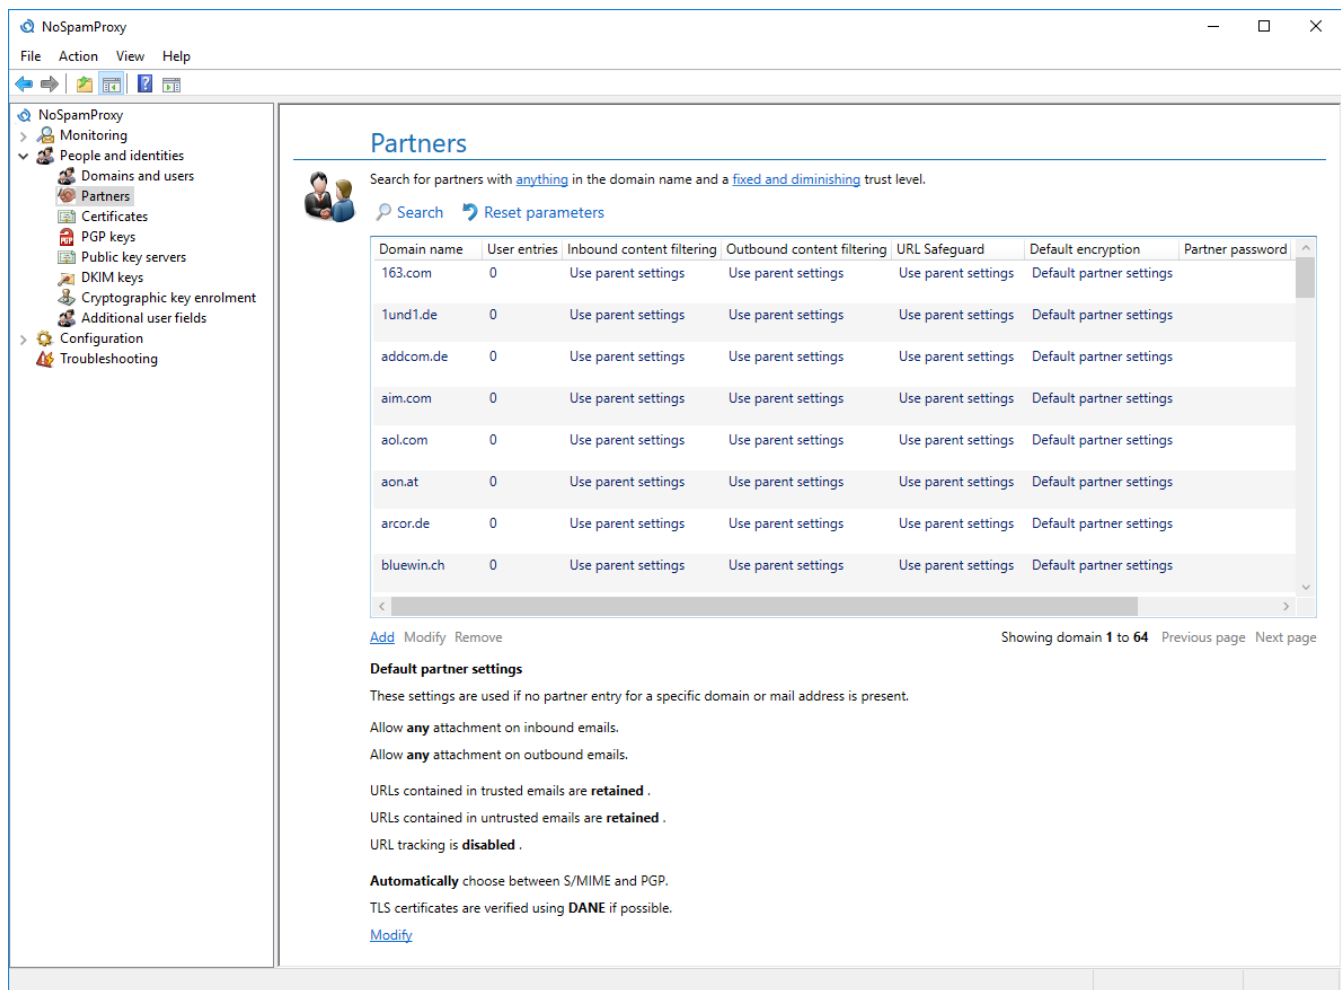 NoSpamProxy
File Action View Help
NoSpamProxy
Monitoring
People and identities
Domains and users
Partners
Certificates
PGP keys
Public key servers
DKIM keys
Cryptographic key enrolment
Additional user fields
Configuration
Troubleshooting
Partners
Search for partners with anything in the domain name and a fixed and diminishing trust level.
Search Reset parameters
Domain name User entries Inbound content filtering Outbound content filtering URL Safeguard Default encryption Partner password
163.com 0 Use parent settings Use parent settings Use parent settings Default partner settings
1und1.de 0 Use parent settings Use parent settings Use parent settings Default partner settings
addcom.de 0 Use parent settings Use parent settings Use parent settings Default partner settings
aim.com 0 Use parent settings Use parent settings Use parent settings Default partner settings
aol.com 0 Use parent settings Use parent settings Use parent settings Default partner settings
aon.at 0 Use parent settings Use parent settings Use parent settings Default partner settings
arcor.de 0 Use parent settings Use parent settings Use parent settings Default partner settings
bluewin.ch 0 Use parent settings Use parent settings Use parent settings Default partner settings
Add Modify Remove Showing domain 1 to 64 Previous page Next page
Default partner settings
These settings are used if no partner entry for a specific domain or mail address is present.
Allow any attachment on inbound emails.
Allow any attachment on outbound emails.
URLs contained in trusted emails are retained .
URLs contained in untrusted emails are retained .
URL tracking is disabled .
Automatically choose between S/MIME and PGP.
TLS certificates are verified using DANE if possible.
Modify